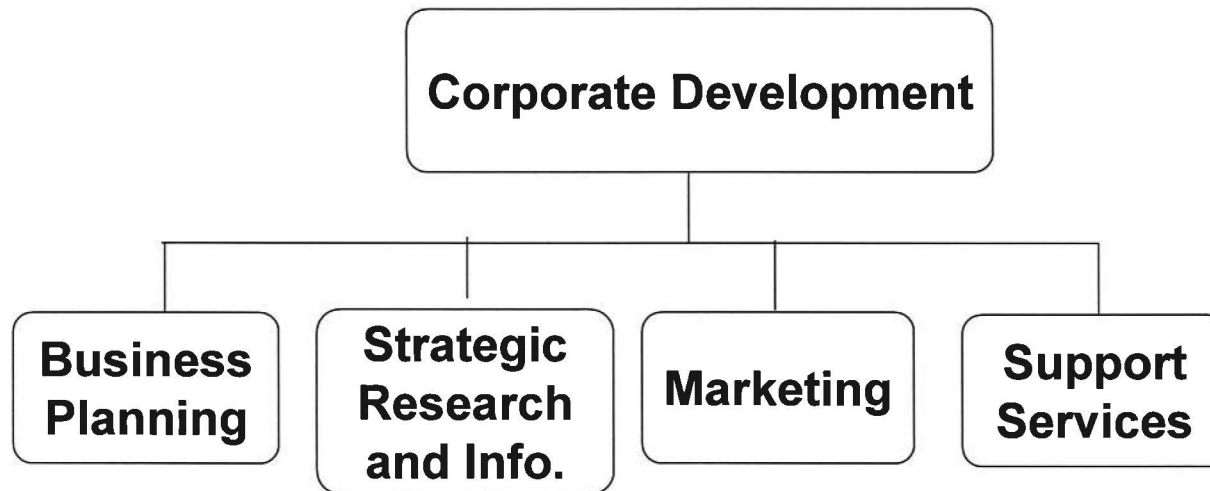 Corporate Development
Business
Planning
Strategic
Research
and Info.
Marketing
Support
Services